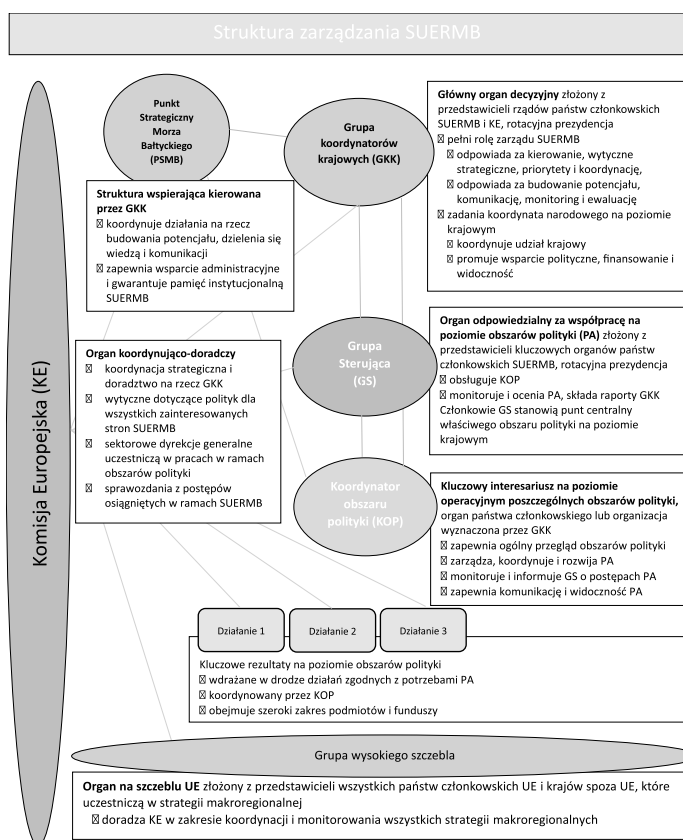 Struktura zarządzania SUERMB
Komisja Europejska (KE)
Punkt
Strategiczny
Morza
Bałtyckiego
(PSMB)
Grupa
koordynatorów
krajowych (GKK)
Główny organ decyzyjny złożony z
przedstawicieli rządów państw członkowskich
SUERMB i KE, rotacyjna prezydencja
pełni rolę zarządu SUERMB
odpowiada za kierowanie, wytyczne
strategiczne, priorytety i koordynację,
odpowiada za budowanie potencjału,
komunikację, monitoring i ewaluację
zadania koordynata narodowego na poziomie
krajowym
koordynuje udział krajowy
promuje wsparcie polityczne, finansowanie i
widoczność
Struktura wspierająca kierowana
przez GKK
koordynuje działania na rzecz
budowania potencjału, dzielenia się
wiedzą i komunikacji
zapewnia wsparcie administracyjne
i gwarantuje pamięć instytucjonalną
SUERMB
Grupa
Sterująca
(GS)
Organ odpowiedzialny za współpracę na
poziomie obszarów polityki (PA) złożony z
przedstawicieli kluczowych organów państw
członkowskich SUERMB, rotacyjna prezydencja
obsługuje KOP
monitoruje i ocenia PA, składa raporty GKK
Członkowie GS stanowią punkt centralny
właściwego obszaru polityki na poziomie
krajowym
Organ koordynująco-doradczy
koordynacja strategiczna i
doradztwo na rzecz GKK
wytyczne dotyczące polityk dla
wszystkich zainteresowanych
stron SUERMB
sektorowe dyrekcje generalne
uczestniczą w pracach w ramach
obszarów polityki
sprawozdania z postępów
osiągniętych w ramach SUERMB
Koordynator
obszaru
polityki (KOP)
Kluczowy interesariusz na poziomie
operacyjnym poszczególnych obszarów polityki,
organ państwa członkowskiego lub organizacja
wyznaczona przez GKK
zapewnia ogólny przegląd obszarów polityki
zarządza, koordynuje i rozwija PA
monitoruje i informuje GS o postępach PA
zapewnia komunikację i widoczność PA
Działanie 1
Działanie 2
Działanie 3
Kluczowe rezultaty na poziomie obszarów polityki
wdrażane w drodze działań zgodnych z potrzebami PA
koordynowany przez KOP
obejmuje szeroki zakres podmiotów i funduszy
Grupa wysokiego szczebla
Organ na szczeblu UE złożony z przedstawicieli wszystkich państw członkowskich UE i krajów spoza UE, które
uczestniczą w strategii makroregionalnej
doradza KE w zakresie koordynacji i monitorowania wszystkich strategii makroregionalnych